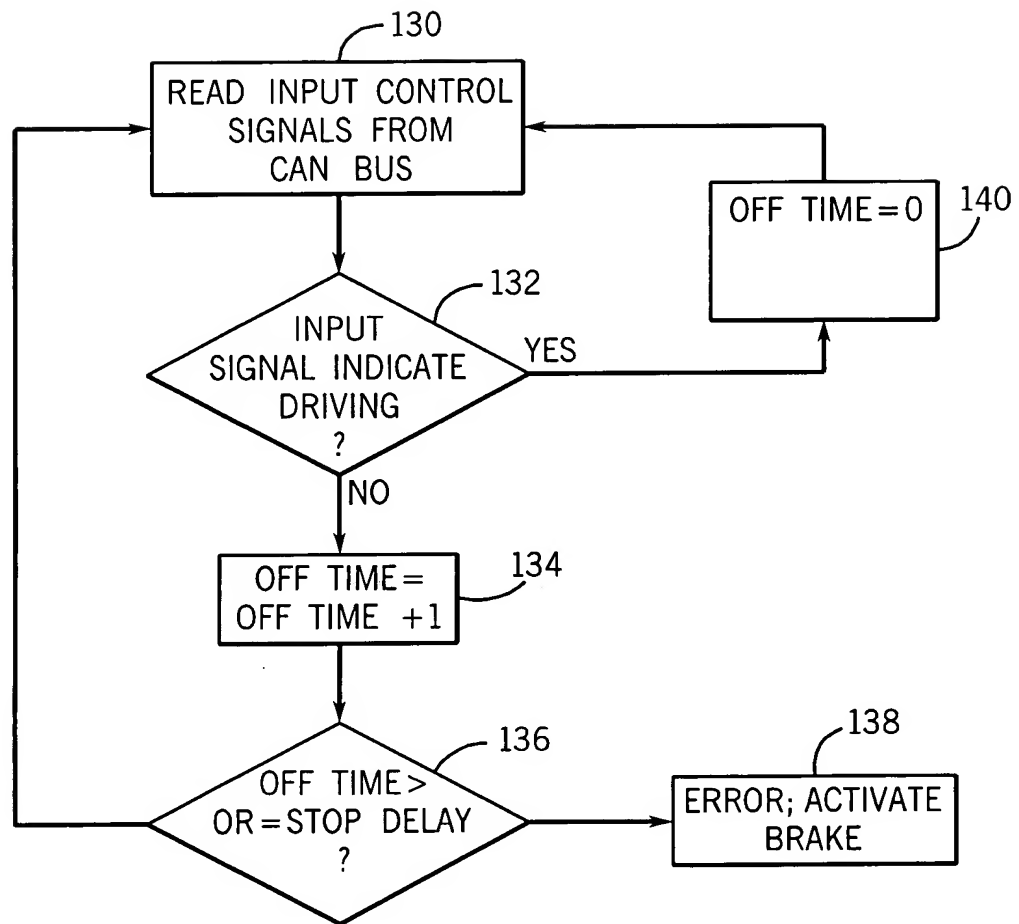 130
READ INPUT CONTROL
SIGNALS FROM
CAN BUS
OFF TIME=0
140
132
INPUT
SIGNAL INDICATE
DRIVING
?
YES
NO
OFF TIME=
OFF TIME +1
134
136
OFF TIME>
OR=STOP DELAY
?
138
ERROR; ACTIVATE
BRAKE